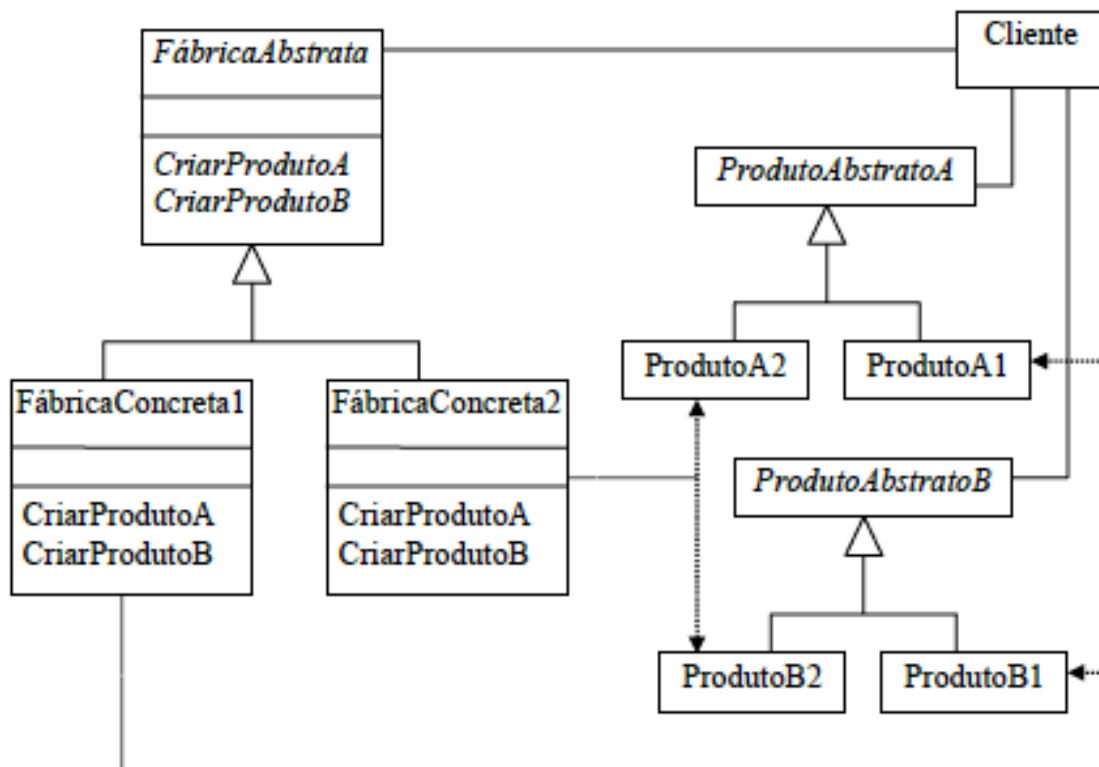 FábricaAbstrata
CriarProdutoA
CriarProdutoB
Cliente
ProdutoAbstratoA
ProdutoA2
ProdutoA1
FábricaConcreta1
CriarProdutoA
CriarProdutoB
FábricaConcreta2
CriarProdutoA
CriarProdutoB
ProdutoAbstratoB
ProdutoB2
ProdutoB1